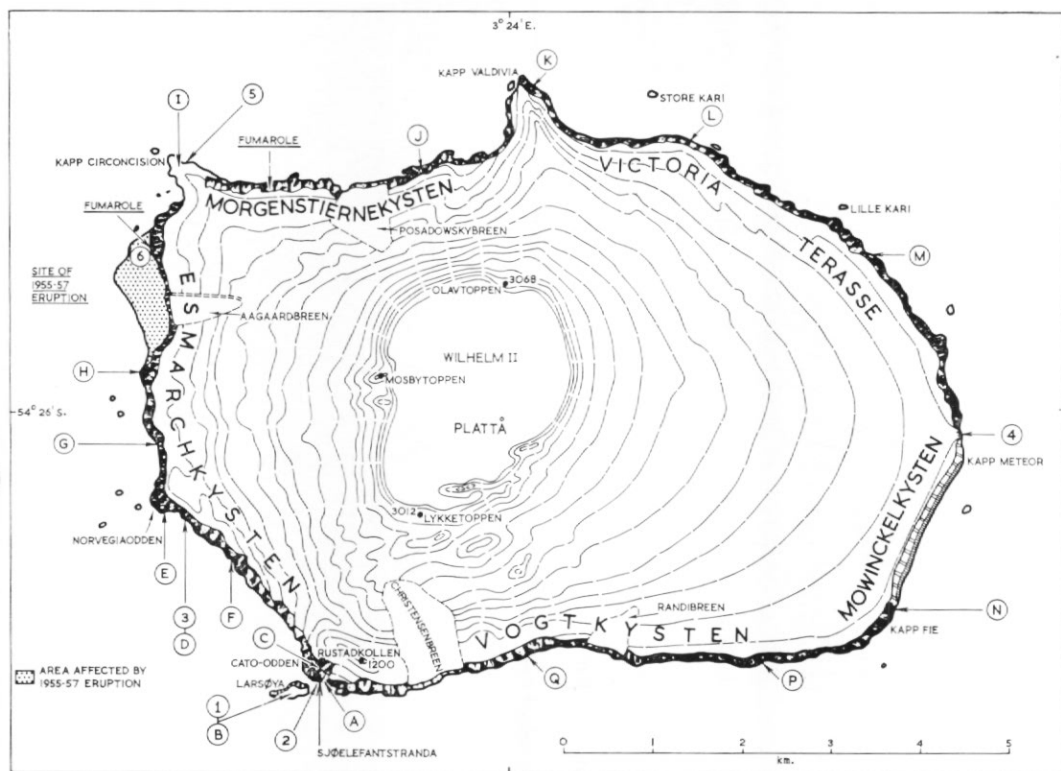 3° 24' E.
KAPP VALDIVIA
K
STORE KARI
I
5
L
KAPP CIRCONCISION
FUMAROLE
J
VICTORIA
TERASSE
MORGENSTIERNEKYSTEN
LILLE KARI
FUMAROLE
POSADOWSKYBREEN
6
M
SITE OF
1955-57
ERUPTION
3068
OLAVTOPPEN
AAGAARDBREEN
ESMARCHKYSTEN
WILHELM II
H
MOSBYTOPPEN
54° 26' S.
PLATTÅ
4
G
KAPP METEOR
MOWINCKELKYSTEN
3012
LYKKETOPPEN
NORVEGIAODDEN
E
CHRISTENSENBREEN
3
D
F
RANDIBREEN
N
VOGTKYSTEN
KAPP FIE
C
RUSTADKOLLEN
1200
CATO-ODDEN
AREA AFFECTED BY
1955-57 ERUPTION
LARSØYA
Q
P
1
B
2
A
SJØELEFANTSTRANDA
0 1 2 3 4 5
km.